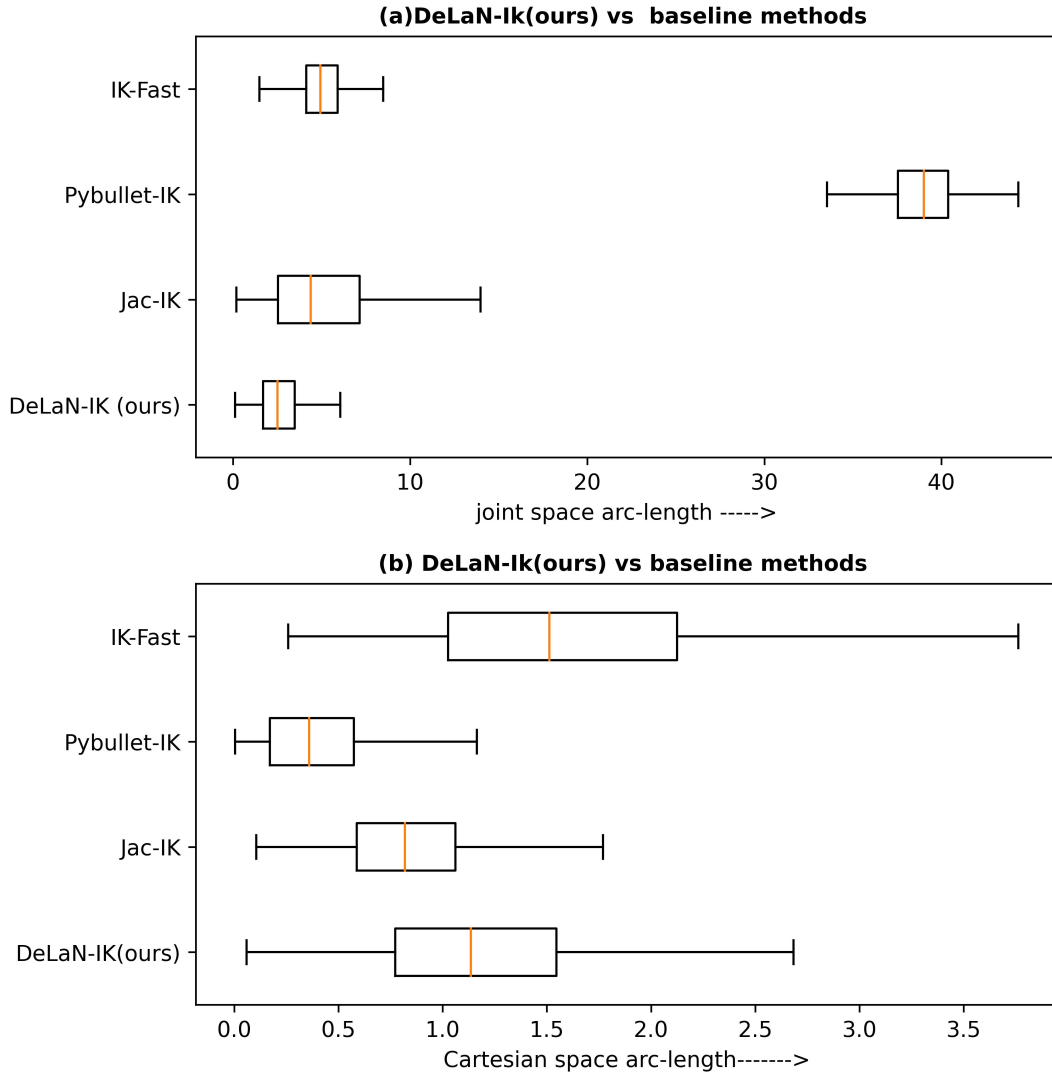 (a)DeLaN-Ik(ours) vs  baseline methods
IK-Fast
Pybullet-IK
Jac-IK
DeLaN-IK (ours)
0 10 20 30 40
joint space arc-length ----->
(b) DeLaN-Ik(ours) vs baseline methods
IK-Fast
Pybullet-IK
Jac-IK
DeLaN-IK(ours)
0.0 0.5 1.0 1.5 2.0 2.5 3.0 3.5
Cartesian space arc-length------->